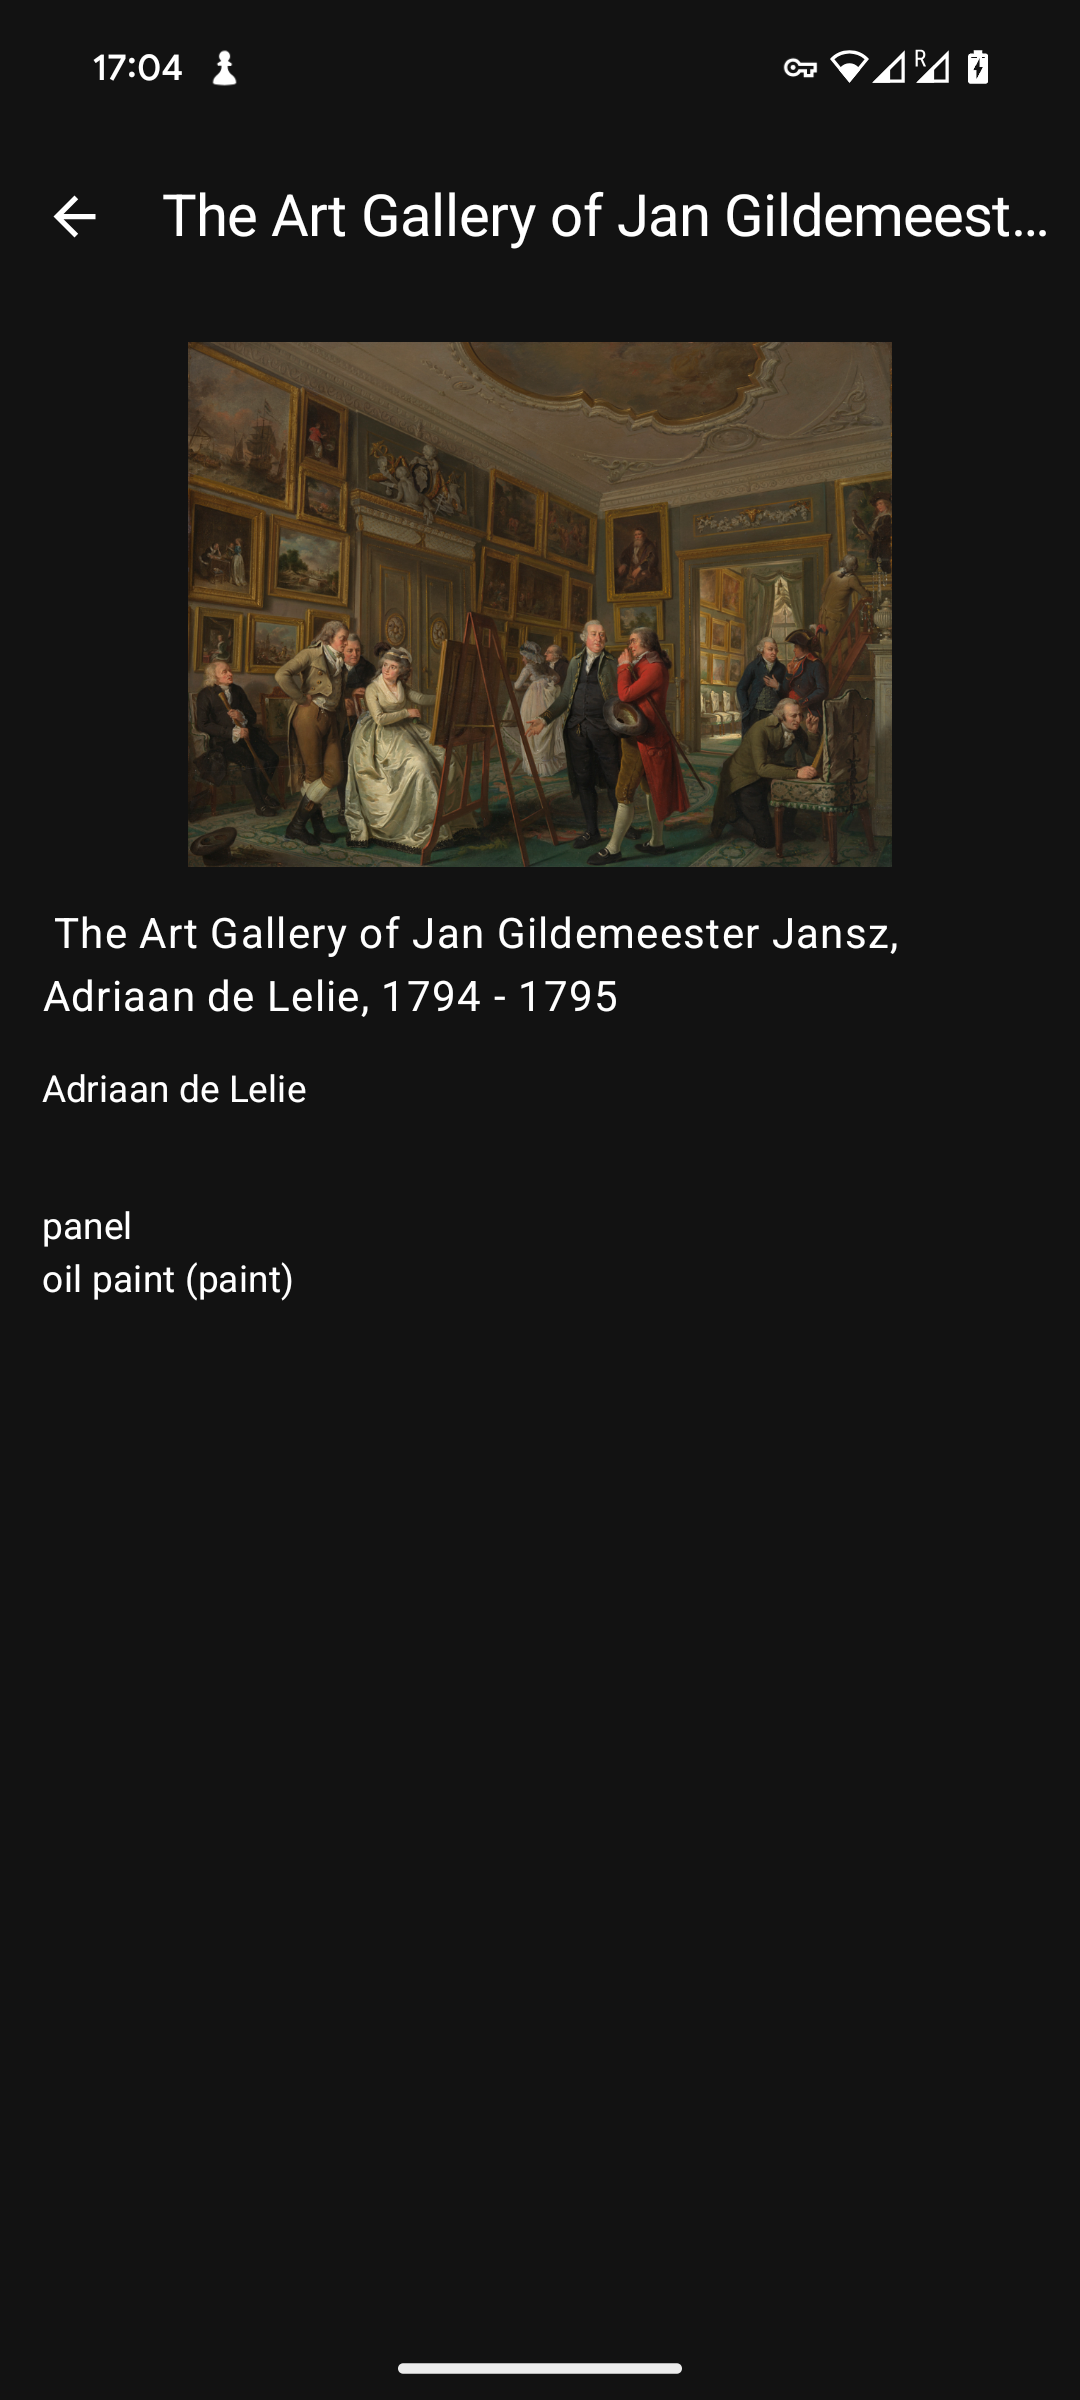 17:04
R
The Art Gallery of Jan Gildemeest...
The Art Gallery of Jan Gildemeester Jansz,
Adriaan de Lelie, 1794 - 1795
Adriaan de Lelie
panel
oil paint (paint)